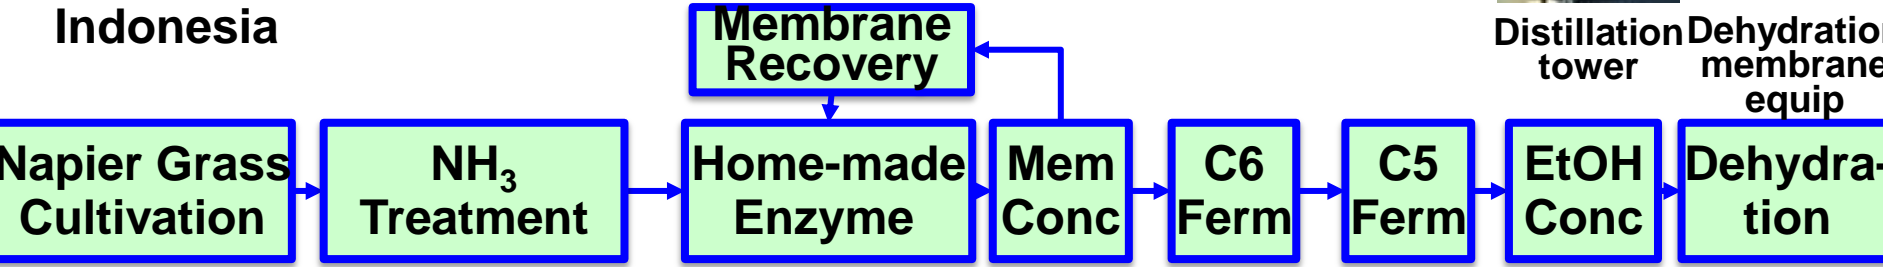 Indonesia
Membrane
Recovery
Distillation
tower
Dehydration
membrane
equip
Napier Grass
Cultivation
NH₃
Treatment
Home-made
Enzyme
Mem
Conc
C6
Ferm
C5
Ferm
EtOH
Conc
Dehydra-
tion